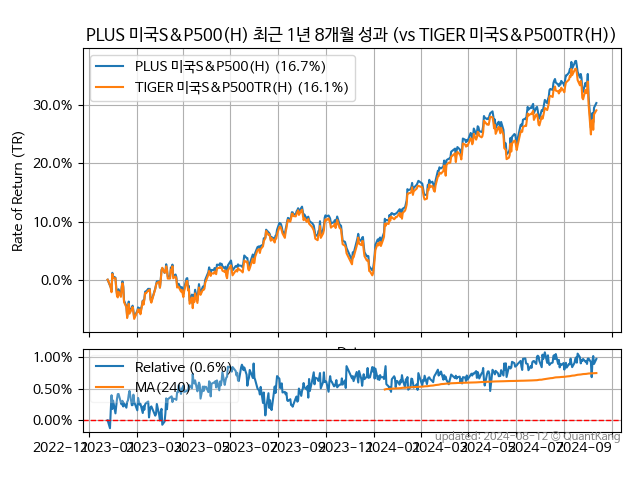 PLUS 미국S&P500(H) 최근 1년 8개월 성과 (vs TIGER 미국S&P500TR(H))
PLUS 미국S&P500(H) (16.7%)
TIGER 미국S&P500TR(H) (16.1%)
Rate of Return (TR)
30.0%
20.0%
10.0%
0.0%
1.00%
0.50%
0.00%
Relative (0.6%)
MA(240)
updated: 2024-08-12 © QuantKang
2022-11 2023-01 2023-03 2023-05 2023-07 2023-09 2023-11 2024-01 2024-03 2024-05 2024-07 2024-09